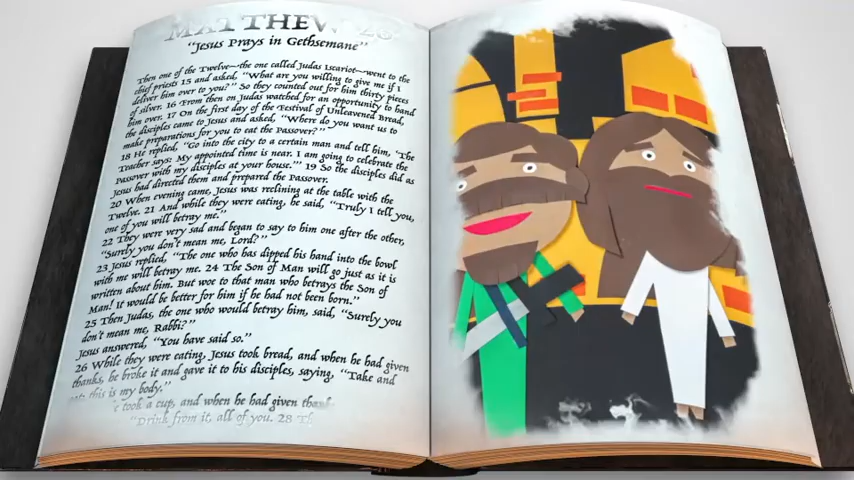 MATTHEW 26
"Jesus Prays in Gethsemane"
Then one of the Twelve—the one called Judas Iscariot—went to the
chief priests 15 and asked, "What are you willing to give me if I
deliver him over to you?" So they counted out for him thirty pieces
of silver. 16 From then on Judas watched for an opportunity to hand
him over. 17 On the first day of the Festival of Unleavened Bread,
the disciples came to Jesus and asked, "Where do you want us to
make preparations for you to eat the Passover?"
18 He replied, "Go into the city to a certain man and tell him, 'The
Teacher says: My appointed time is near. I am going to celebrate the
Passover with my disciples at your house.'" 19 So the disciples did as
Jesus had directed them and prepared the Passover.
20 When evening came, Jesus was reclining at the table with the
Twelve. 21 And while they were eating, he said, "Truly I tell you,
one of you will betray me."
22 They were very sad and began to say to him one after the other,
"Surely you don't mean me, Lord?"
23 Jesus replied, "The one who has dipped his hand into the bowl
with me will betray me. 24 The Son of Man will go just as it is
written about him. But woe to that man who betrays the Son of
Man! It would be better for him if he had not been born."
25 Then Judas, the one who would betray him, said, "Surely you
don't mean me, Rabbi?"
Jesus answered, "You have said so."
26 While they were eating, Jesus took bread, and when he had given
thanks, he broke it and gave it to his disciples, saying, "Take and
this is my body."
took a cup, and when he had given
"Drink from it, all of you. 28